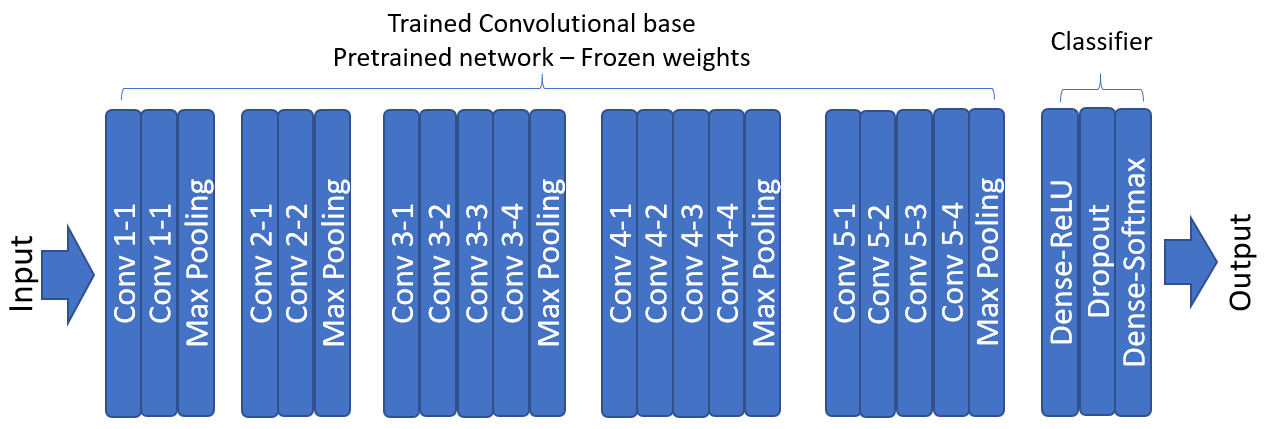 Trained Convolutional base
Pretrained network – Frozen weights
Classifier
Input
Conv 1-1
Conv 1-1
Max Pooling
Conv 2-1
Conv 2-2
Max Pooling
Conv 3-1
Conv 3-2
Conv 3-3
Conv 3-4
Max Pooling
Conv 4-1
Conv 4-2
Conv 4-3
Conv 4-4
Max Pooling
Conv 5-1
Conv 5-2
Conv 5-3
Conv 5-4
Max Pooling
Dense-ReLU
Dropout
Dense-Softmax
Output